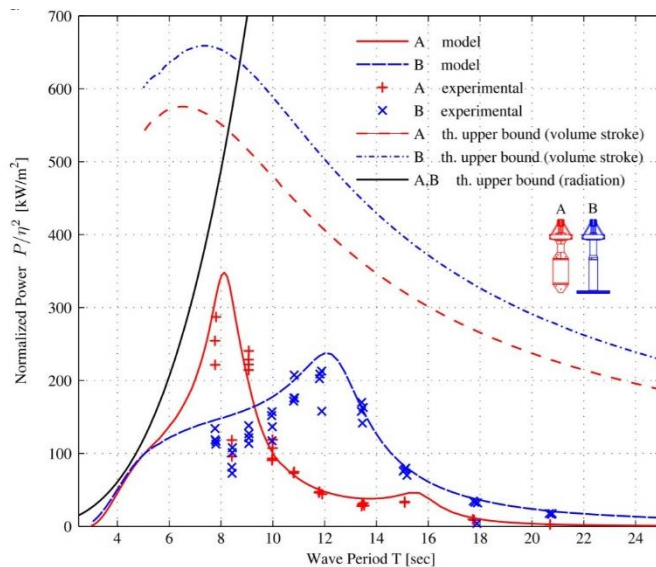 700
600
500
400
300
200
100
0
Normalized Power P/η² [kW/m²]
A model
B model
A experimental
B experimental
A th. upper bound (volume stroke)
B th. upper bound (volume stroke)
A,B th. upper bound (radiation)
A B
4 6 8 10 12 14 16 18 20 22 24
Wave Period T [sec]